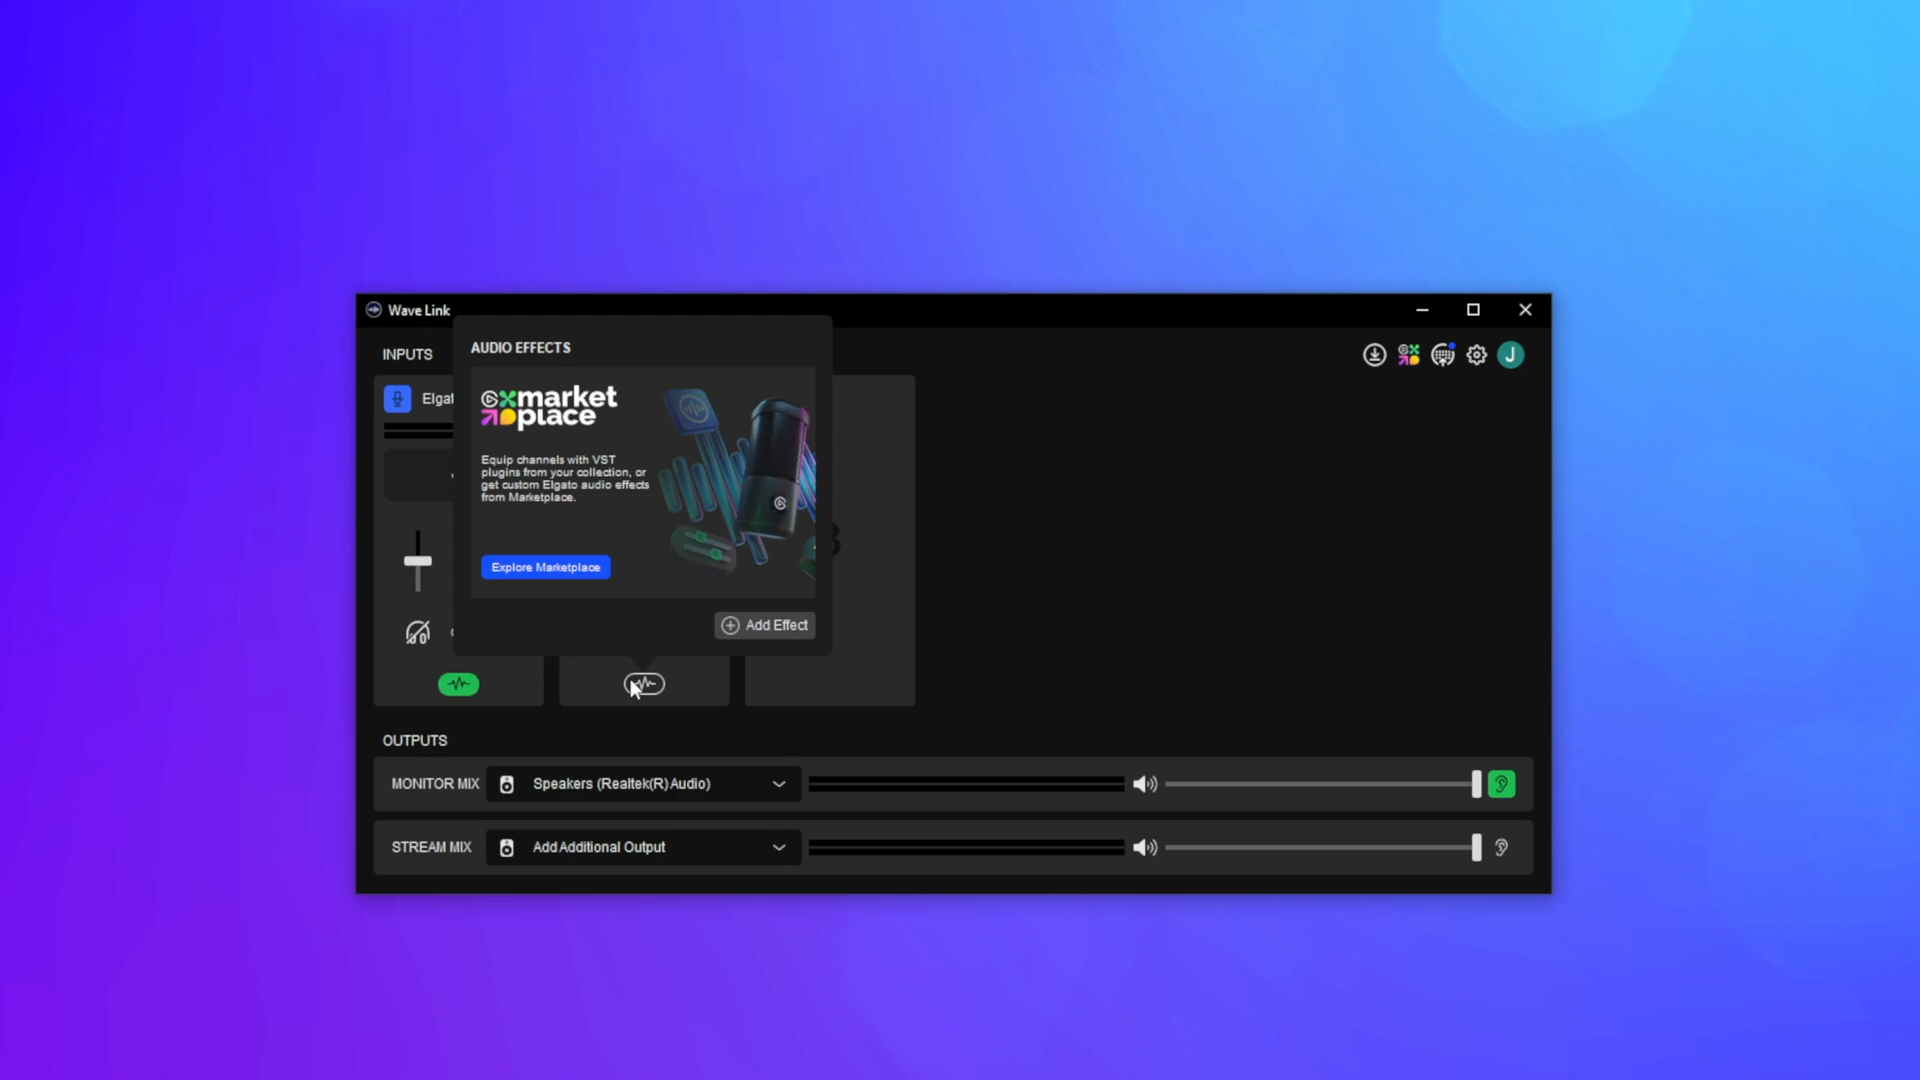 Wave Link
INPUTS
J
AUDIO EFFECTS
Elgat
market
place
Equip channels with VST
plugins from your collection, or
get custom Elgato audio effects
from Marketplace.
Explore Marketplace
Add Effect
OUTPUTS
MONITOR MIX
Speakers (Realtek(R) Audio)
STREAM MIX
Add Additional Output